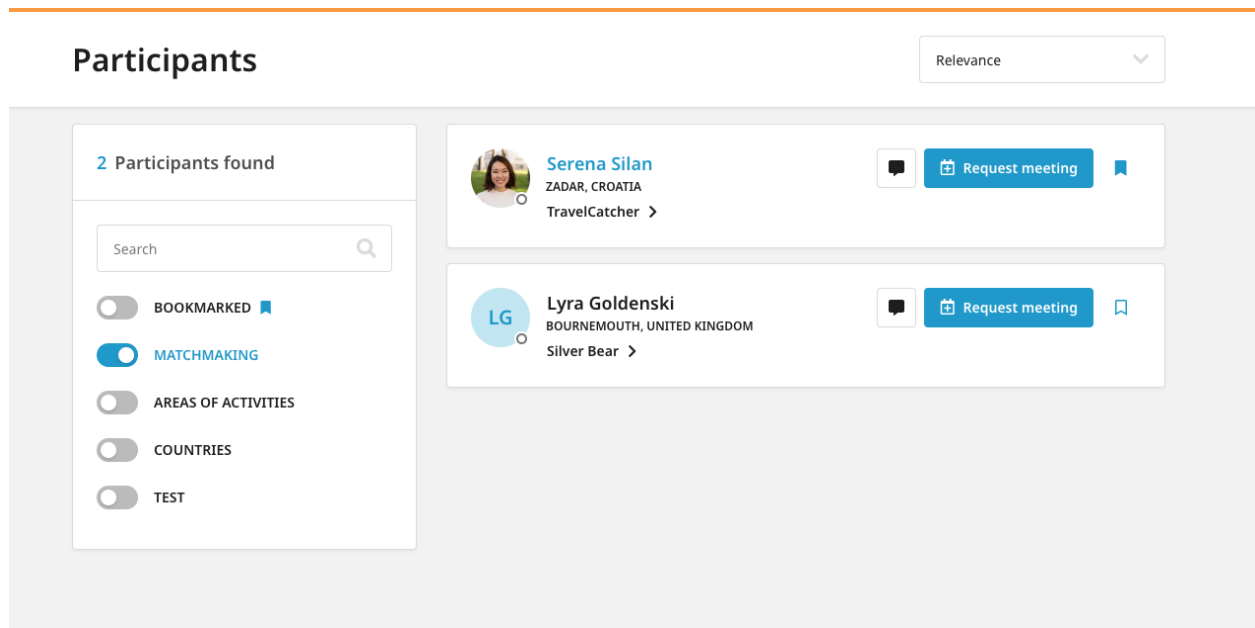 Participants
Relevance
2 Participants found
Search
BOOKMARKED
MATCHMAKING
AREAS OF ACTIVITIES
COUNTRIES
TEST
Serena Silan
ZADAR, CROATIA
TravelCatcher
Request meeting
LG
Lyra Goldenski
BOURNEMOUTH, UNITED KINGDOM
Silver Bear
Request meeting